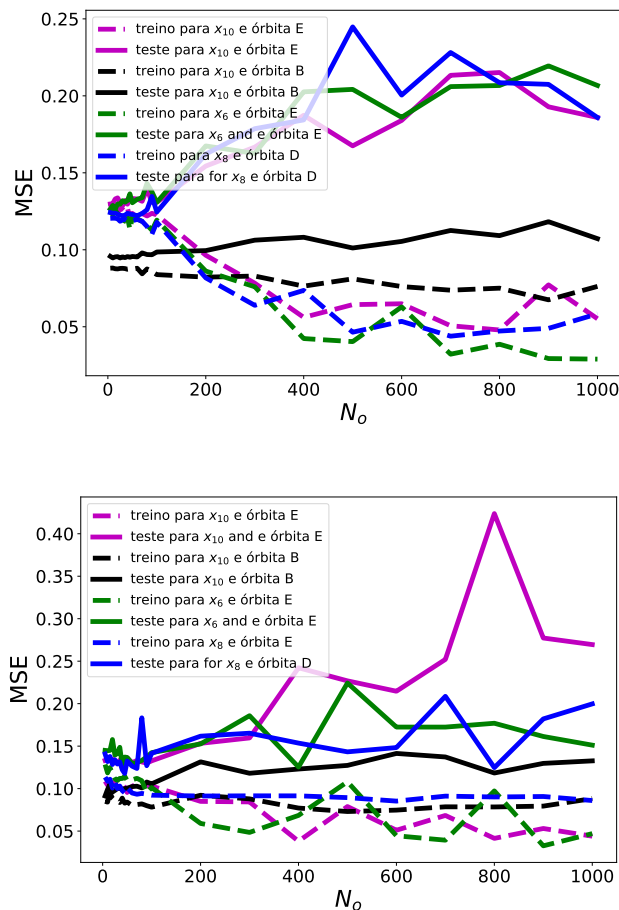 0.25
0.20
0.15
0.10
0.05
MSE
treino para x₁₀ e órbita E
teste para x₁₀ e órbita E
treino para x₁₀ e órbita B
teste para x₁₀ e órbita B
treino para x₆ e órbita E
teste para x₆ and e órbita E
treino para x₈ e órbita D
teste para for x₈ e órbita D
0 200 400 600 800 1000
Nₒ
0.40
0.35
0.30
0.25
0.20
0.15
0.10
0.05
MSE
treino para x₁₀ e órbita E
teste para x₁₀ and e órbita E
treino para x₁₀ e órbita B
teste para x₁₀ e órbita B
treino para x₆ e órbita E
teste para x₆ and e órbita E
treino para x₈ e órbita E
teste para for x₈ e órbita D
0 200 400 600 800 1000
Nₒ